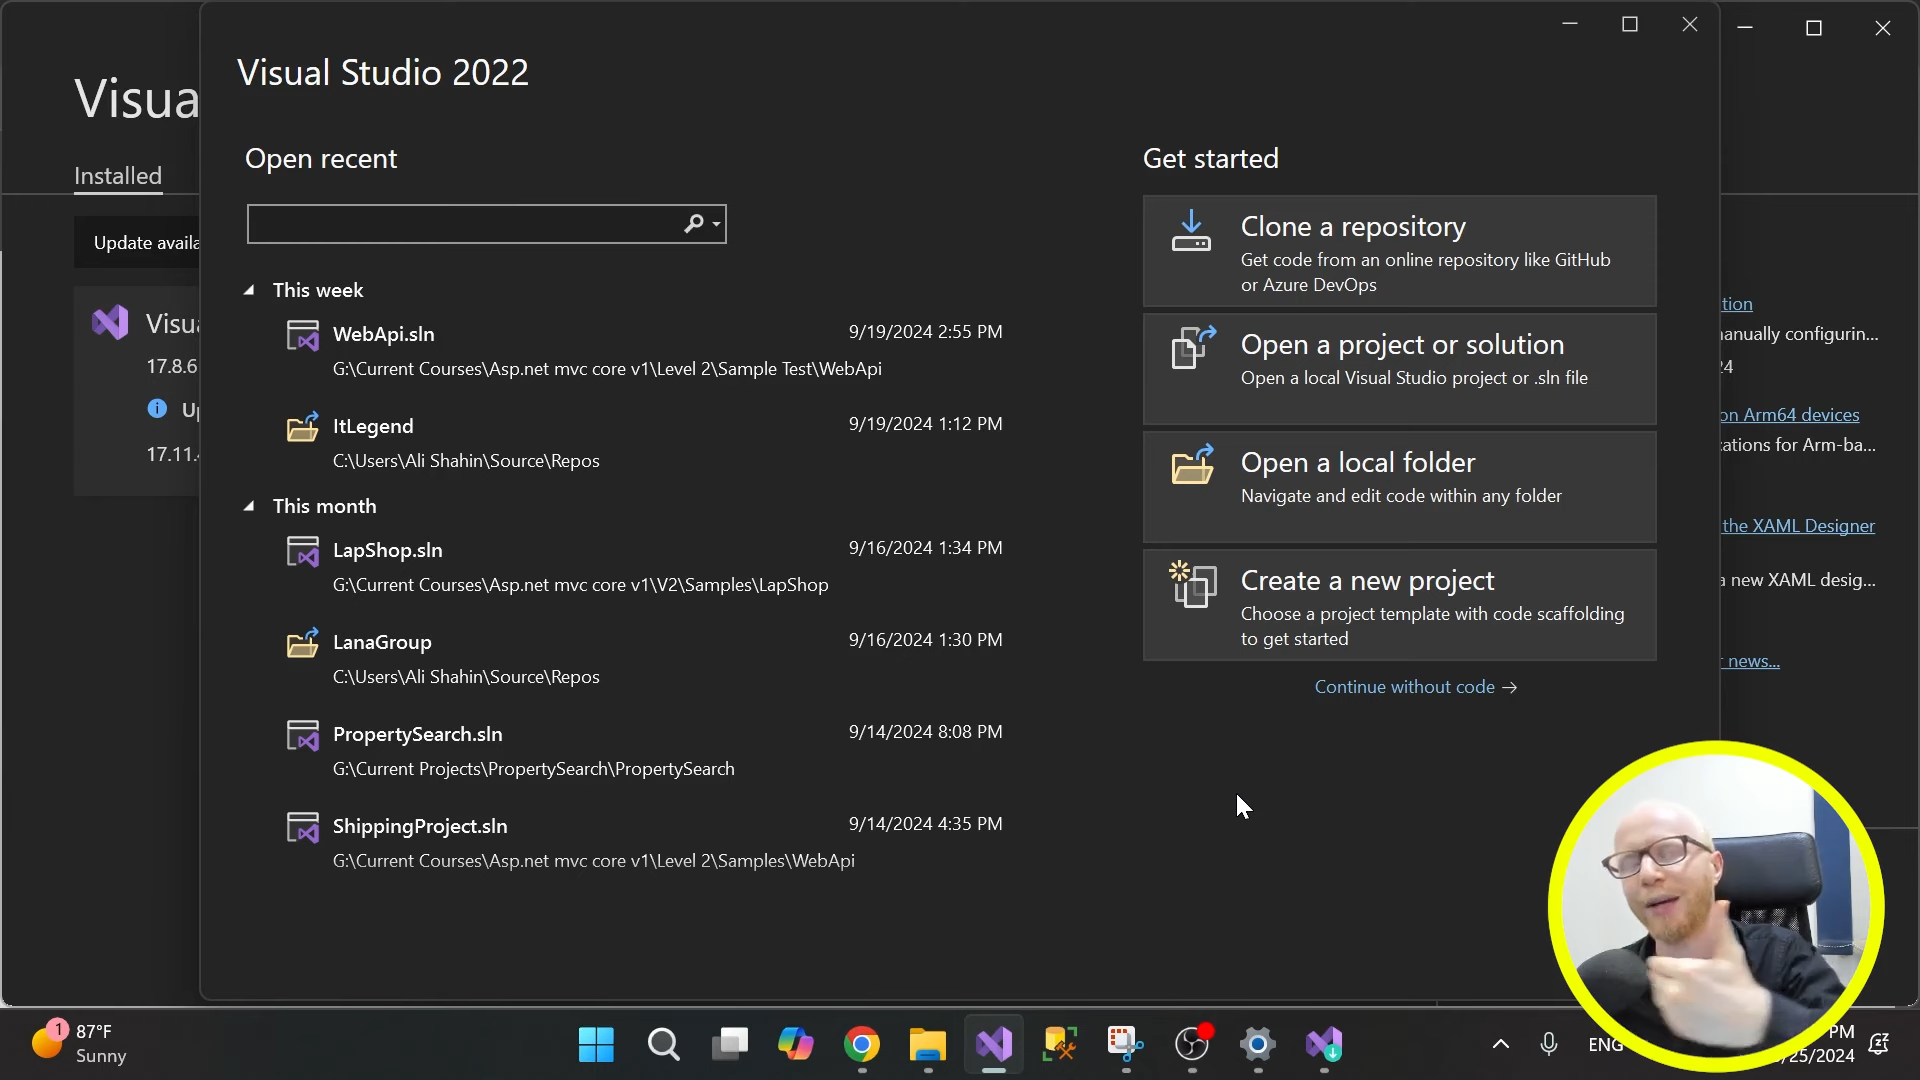 Visual Studio 2022
Visua
Installed
Update availa
Visua
17.8.6
Up
17.11.
Open recent
This week
WebApi.sln
9/19/2024 2:55 PM
G:\Current Courses\Asp.net mvc core v1\Level 2\Sample Test\WebApi
ItLegend
9/19/2024 1:12 PM
C:\Users\Ali Shahin\Source\Repos
This month
LapShop.sln
9/16/2024 1:34 PM
G:\Current Courses\Asp.net mvc core v1\V2\Samples\LapShop
LanaGroup
9/16/2024 1:30 PM
C:\Users\Ali Shahin\Source\Repos
PropertySearch.sln
9/14/2024 8:08 PM
G:\Current Projects\PropertySearch\PropertySearch
ShippingProject.sln
9/14/2024 4:35 PM
G:\Current Courses\Asp.net mvc core v1\Level 2\Samples\WebApi
Get started
Clone a repository
Get code from an online repository like GitHub
or Azure DevOps
Open a project or solution
Open a local Visual Studio project or .sln file
Open a local folder
Navigate and edit code within any folder
Create a new project
Choose a project template with code scaffolding
to get started
Continue without code →
tion
anually configurin...
24
on Arm64 devices
cations for Arm-ba...
the XAML Designer
a new XAML desig...
r news...
1
87°F
Sunny
ENG
PM
/25/2024